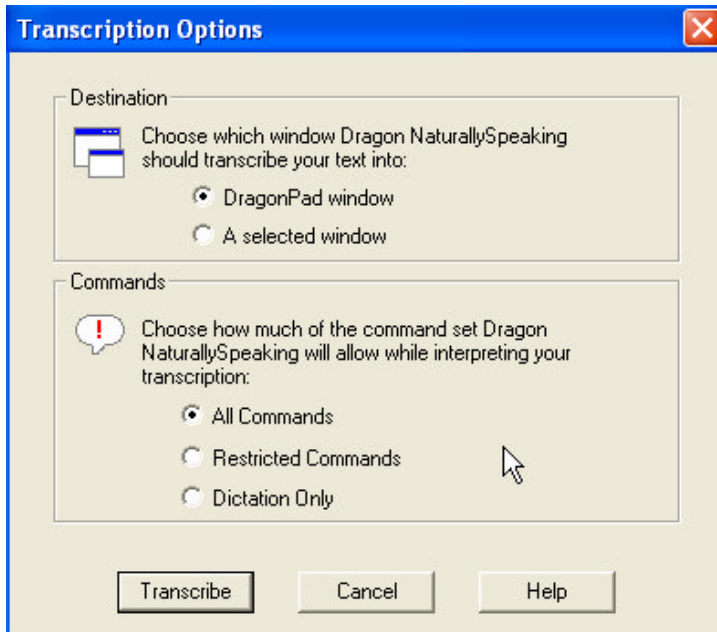 Transcription Options
Destination
Choose which window Dragon NaturallySpeaking
should transcribe your text into:
DragonPad window
A selected window
Commands
!
Choose how much of the command set Dragon
NaturallySpeaking will allow while interpreting your
transcription:
All Commands
Restricted Commands
Dictation Only
Transcribe Cancel Help